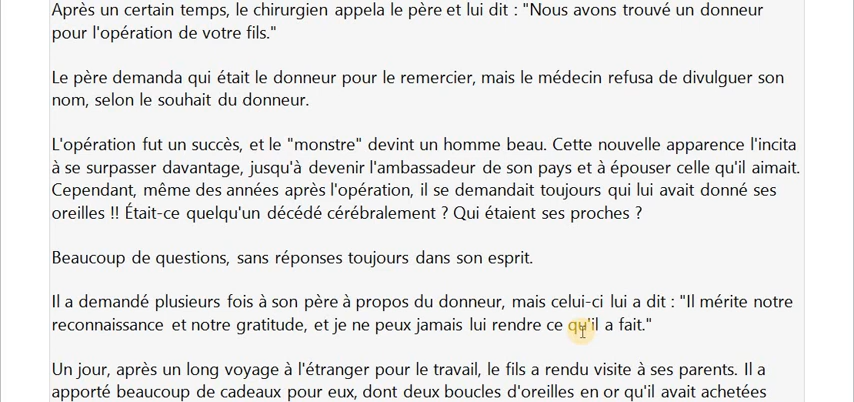 Après un certain temps, le chirurgien appela le père et lui dit : "Nous avons trouvé un donneur
pour l'opération de votre fils."
Le père demanda qui était le donneur pour le remercier, mais le médecin refusa de divulguer son
nom, selon le souhait du donneur.
L'opération fut un succès, et le "monstre" devint un homme beau. Cette nouvelle apparence l'incita
à se surpasser davantage, jusqu'à devenir l'ambassadeur de son pays et à épouser celle qu'il aimait.
Cependant, même des années après l'opération, il se demandait toujours qui lui avait donné ses
oreilles !! Était-ce quelqu'un décédé cérébralement ? Qui étaient ses proches ?
Beaucoup de questions, sans réponses toujours dans son esprit.
Il a demandé plusieurs fois à son père à propos du donneur, mais celui-ci lui a dit : "Il mérite notre
reconnaissance et notre gratitude, et je ne peux jamais lui rendre ce qu'il a fait."
Un jour, après un long voyage à l'étranger pour le travail, le fils a rendu visite à ses parents. Il a
apporté beaucoup de cadeaux pour eux, dont deux boucles d'oreilles en or qu'il avait achetées